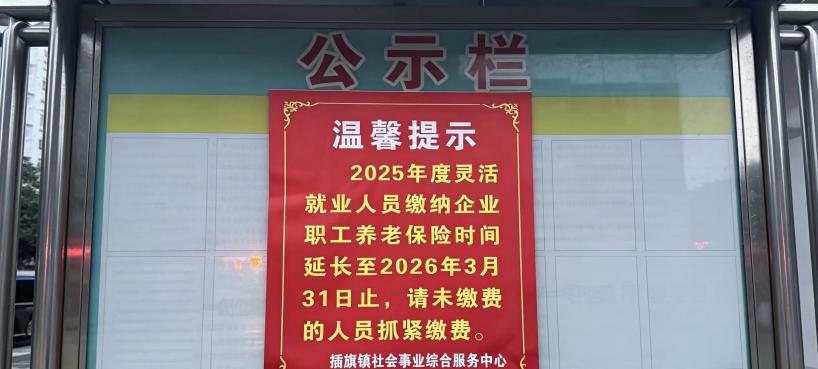 公示栏
温馨提示
2025年度灵活
就业人员缴纳企业
职工养老保险时间
延长至2026年3月
31日止，请未缴费
的人员抓紧缴费。
插旗镇社会事业综合服务中心